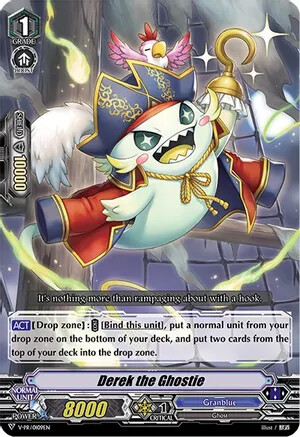 1
GRADE
BOOST
SHIELD 10000
It's nothing more than rampaging about with a hook.
ACT [Drop zone] : [Bind this unit], put a normal unit from your
drop zone on the bottom of your deck, and put two cards from the
top of your deck into the drop zone.
NORMAL UNIT
Derek the Ghostie
POWER 8000 1 CRITICAL
Granblue
Ghost
V-PR/0109EN
Illust /